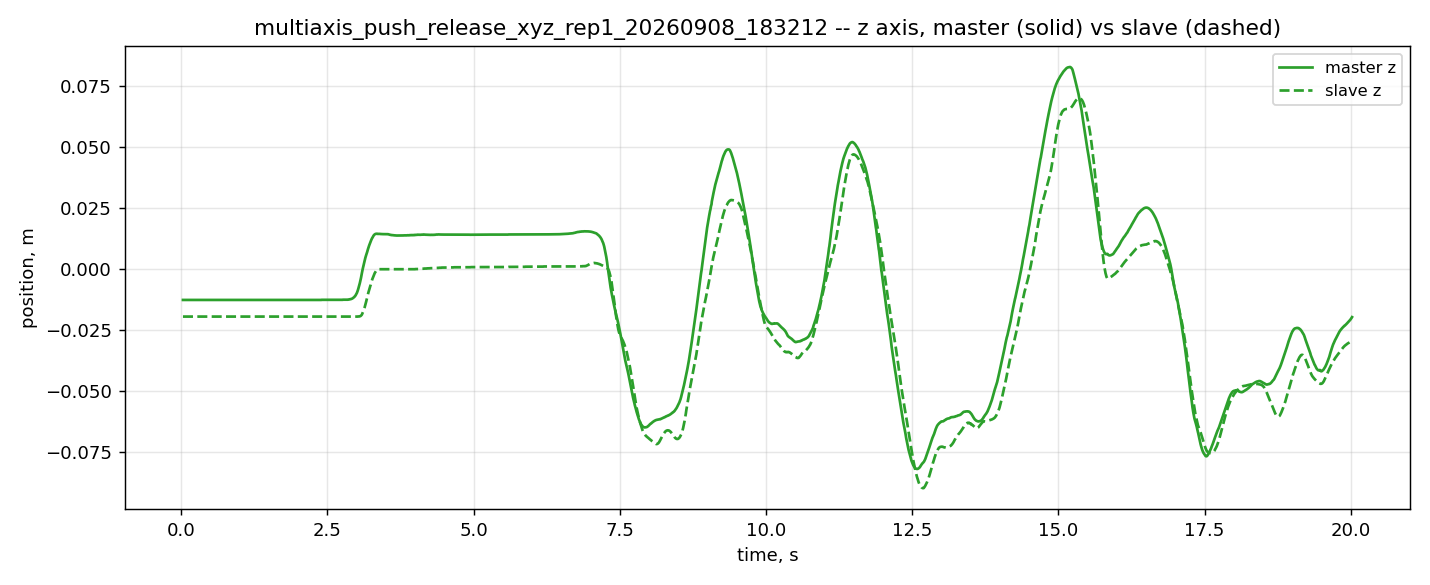 multiaxis_push_release_xyz_rep1_20260908_183212 -- z axis, master (solid) vs slave (dashed)
master z
slave z
position, m
0.075
0.050
0.025
0.000
−0.025
−0.050
−0.075
0.0 2.5 5.0 7.5 10.0 12.5 15.0 17.5 20.0
time, s